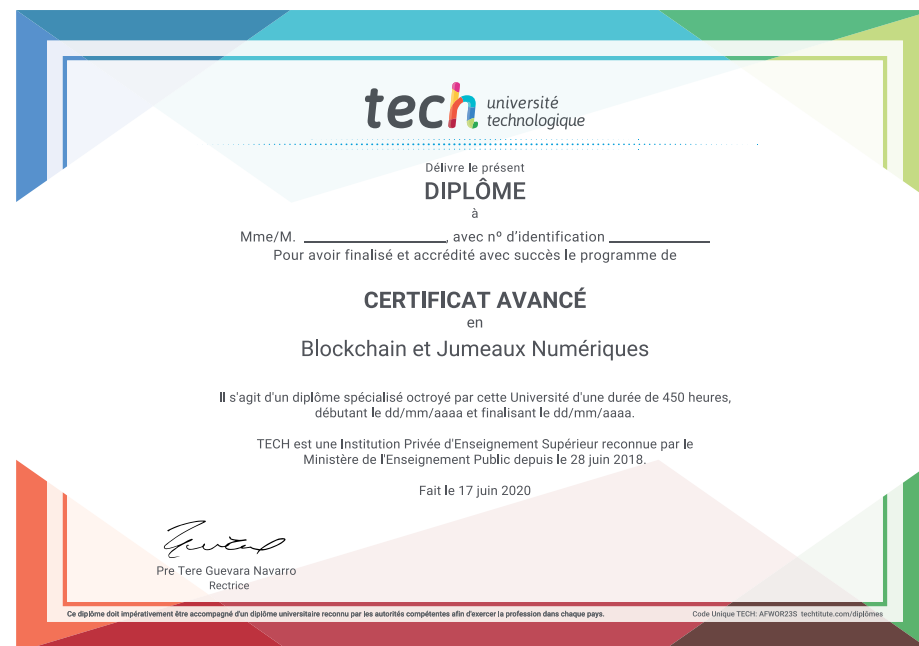 tech université
technologique
Délivre le présent
DIPLÔME
à
Mme/M. ____________________, avec nº d'identification ______________
Pour avoir finalisé et accrédité avec succès le programme de
CERTIFICAT AVANCÉ
en
Blockchain et Jumeaux Numériques
Il s'agit d'un diplôme spécialisé octroyé par cette Université d'une durée de 450 heures,
débutant le dd/mm/aaaa et finalisant le dd/mm/aaaa.
TECH est une Institution Privée d'Enseignement Supérieur reconnue par le
Ministère de l'Enseignement Public depuis le 28 juin 2018.
Fait le 17 juin 2020
Pre Tere Guevara Navarro
Rectrice
Ce diplôme doit impérativement être accompagné d'un diplôme universitaire reconnu par les autorités compétentes afin d'exercer la profession dans chaque pays.
Code Unique TECH: AFWOR23S techtitute.com/diplômes